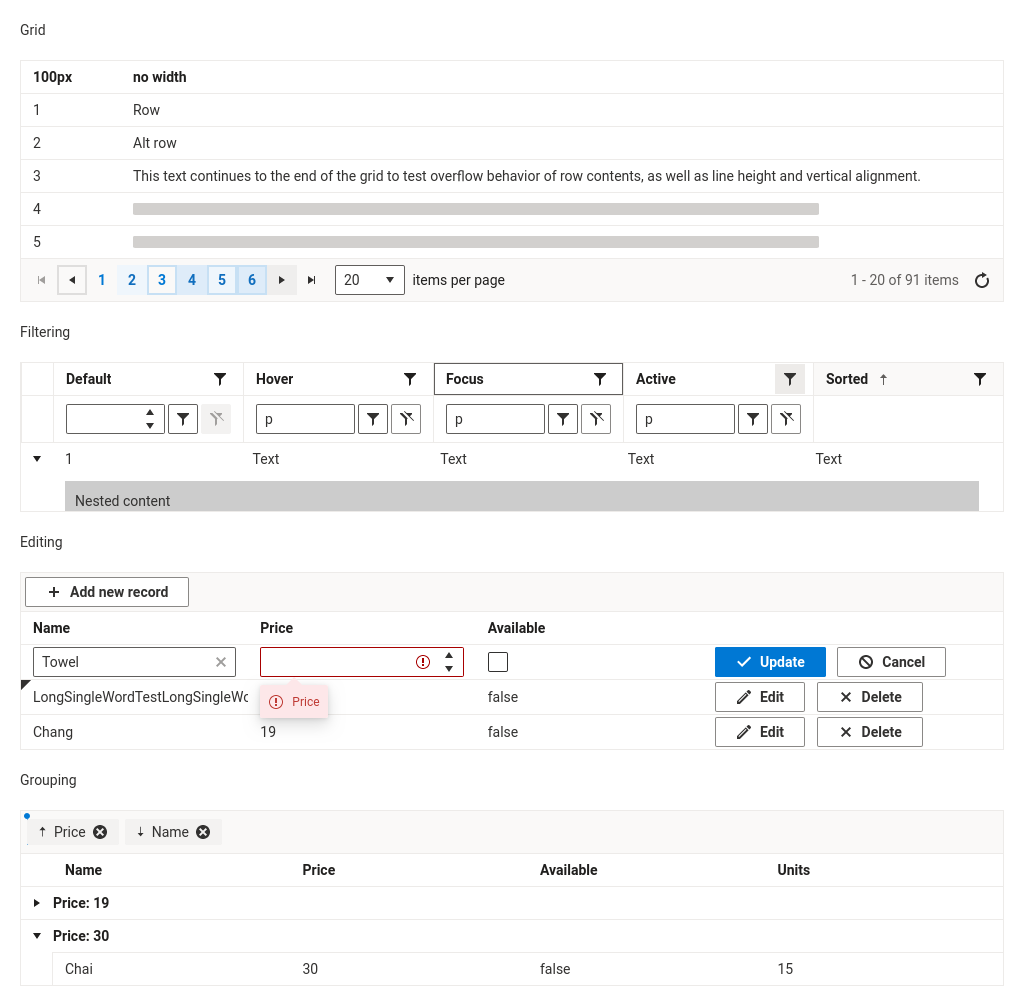 Grid
100px no width
1 Row
2 Alt row
3 This text continues to the end of the grid to test overflow behavior of row contents, as well as line height and vertical alignment.
4
5
1 2 3 4 5 6 20 items per page 1 - 20 of 91 items
Filtering
Default Hover Focus Active Sorted
p p p
1 Text Text Text Text
Nested content
Editing
Add new record
Name Price Available
Towel Update Cancel
LongSingleWordTestLongSingleWo false Edit Delete
Price
Chang 19 false Edit Delete
Grouping
Price Name
Name Price Available Units
Price: 19
Price: 30
Chai 30 false 15